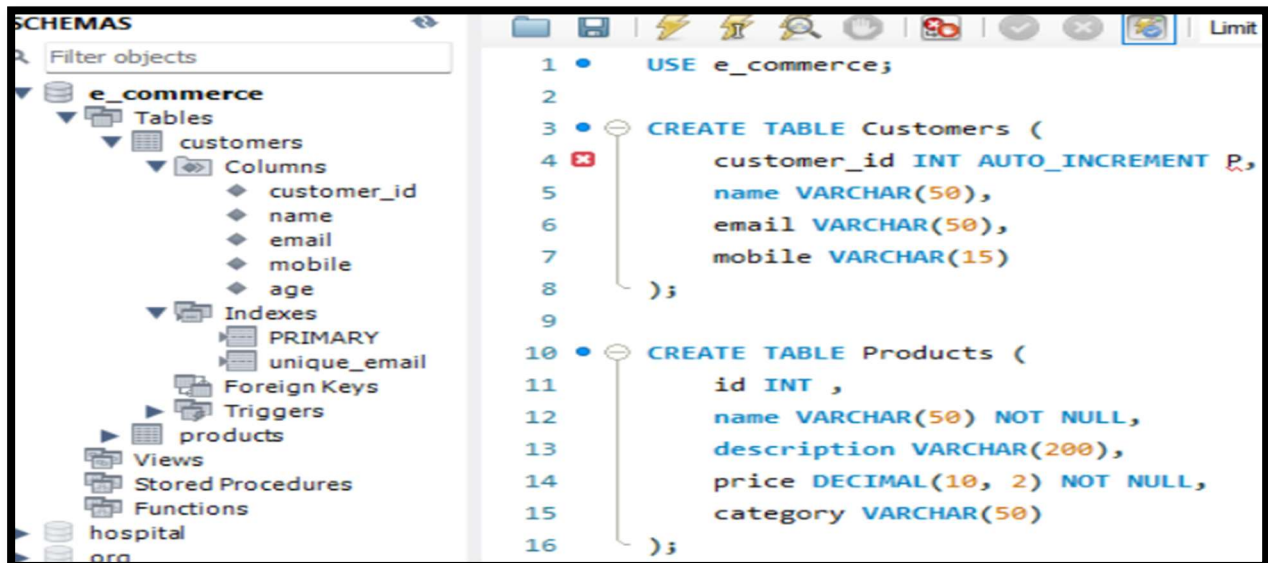 SCHEMAS
Filter objects
e_commerce
Tables
customers
Columns
customer_id
name
email
mobile
age
Indexes
PRIMARY
unique_email
Foreign Keys
Triggers
products
Views
Stored Procedures
Functions
hospital
org
Limit
1 USE e_commerce;
2
3 CREATE TABLE Customers (
4 customer_id INT AUTO_INCREMENT P,
5 name VARCHAR(50),
6 email VARCHAR(50),
7 mobile VARCHAR(15)
8 );
9
10 CREATE TABLE Products (
11 id INT ,
12 name VARCHAR(50) NOT NULL,
13 description VARCHAR(200),
14 price DECIMAL(10, 2) NOT NULL,
15 category VARCHAR(50)
16 );